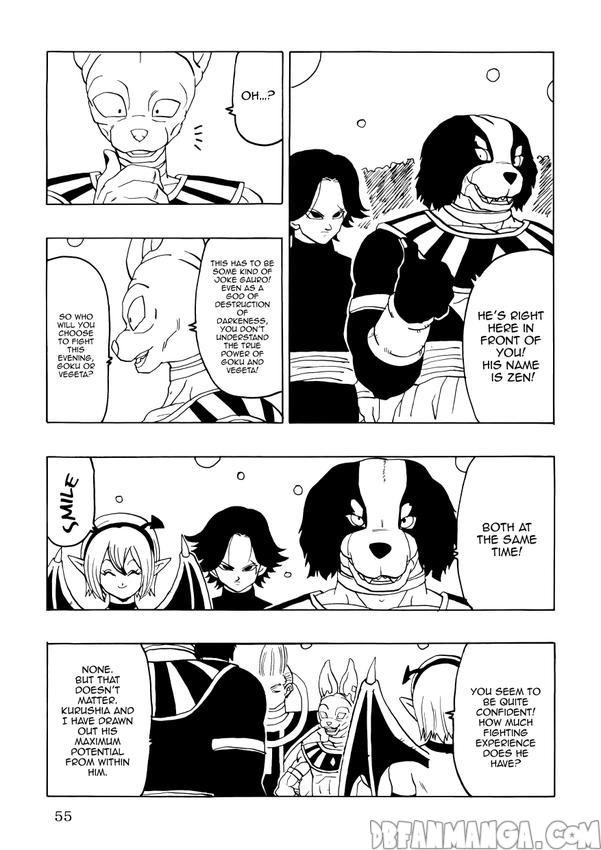 OH...?
HE'S RIGHT
HERE IN
FRONT OF
YOU!
HIS NAME
IS ZEN!
THIS HAS TO BE
SOME KIND OF
JOKE GAURO!
EVEN AS A
GOD OF
DESTRUCTION
OF
DARKENESS,
YOU DON'T
UNDERSTAND
THE TRUE
POWER OF
GOKU AND
VEGETA!
SO WHO
WILL YOU
CHOOSE
TO FIGHT
THIS
EVENING,
GOKU OR
VEGETA?
BOTH AT
THE SAME
TIME!
SMILE
YOU SEEM TO
BE QUITE
CONFIDENT!
HOW MUCH
FIGHTING
EXPERIENCE
DOES HE
HAVE?
NONE.
BUT THAT
DOESN'T
MATTER.
KURUSHIA AND
I HAVE DRAWN
OUT HIS
MAXIMUM
POTENTIAL
FROM WITHIN
HIM.
55
DBFANMANGA.COM